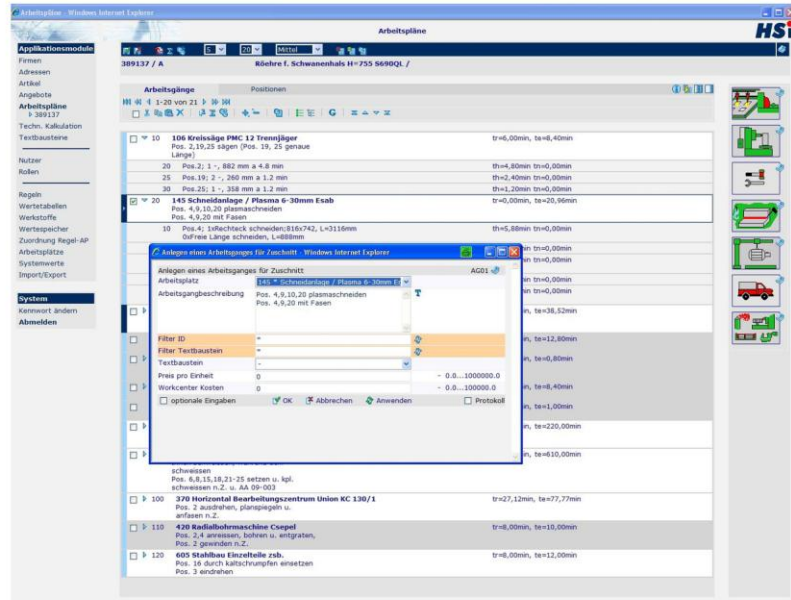 Arbeitspläne - Windows Internet Explorer
Arbeitspläne
HSi
Applikationsmodule
Firmen
Adressen
Artikel
Angebote
Arbeitspläne
389137
Techn. Kalkulation
Textbausteine
Nutzer
Rollen
Regeln
Wertetabellen
Werkstoffe
Wertespeicher
Zuordnung Regel-AP
Arbeitsplätze
Systemwerte
Import/Export
System
Kennwort ändern
Abmelden
5 20 Mittel
389137 / A Röehre f. Schwanenhals H=755 S690QL /
Arbeitsgänge Positionen
1-20 von 21
10 106 Kreissäge PMC 12 Trennjäger tr=6,00min, te=8,40min
Pos. 2,19,25 sägen (Pos. 19, 25 genaue
Länge)
20 Pos.2; 1 -, 882 mm a 4.8 min th=4,80min tn=0,00min
25 Pos.19; 2 -, 260 mm a 1.2 min th=2,40min tn=0,00min
30 Pos.25; 1 -, 358 mm a 1.2 min th=1,20min tn=0,00min
20 145 Schneidanlage / Plasma 6-30mm Esab tr=0,00min, te=20,96min
Pos. 4,9,10,20 plasmaschneiden
Pos. 4,9,20 mit Fasen
10 Pos.4; 1xRechteck schneiden;816x742, L=3116mm th=5,88min tn=0,00min
0xFreie Länge schneiden, L=888mm
Anlegen eines Arbeitsganges für Zuschnitt - Windows Internet Explorer
Anlegen eines Arbeitsganges für Zuschnitt AG01
Arbeitsplatz 145 * Schneidanlage / Plasma 6-30mm
Arbeitsgangbeschreibung Pos. 4,9,10,20 plasmaschneiden
Pos. 4,9,20 mit Fasen
T
Filter ID *
Filter Textbaustein *
Textbaustein -
Preis pro Einheit 0 - 0.0...1000000.0
Workcenter Kosten 0 - 0.0...100000.0
optionale Eingaben OK Abbrechen Anwenden Protokoll
in tn=0,00min
in tn=0,00min
in tn=0,00min
in tn=0,00min
in, te=38,52min
in, te=12,80min
in, te=0,80min
in, te=8,40min
in, te=1,00min
in, te=220,00min
in, te=610,00min
schweissen
Pos. 6,8,15,18,21-25 setzen u. kpl.
schweissen n.Z. u. AA 09-003
100 370 Horizontal Bearbeitungszentrum Union KC 130/1 tr=27,12min, te=77,77min
Pos. 2 ausdrehen, planspiegeln u.
anfasen n.Z.
110 420 Radialbohrmaschine Csepel tr=8,00min, te=10,00min
Pos. 2,4 anreissen, bohren u. entgraten,
Pos. 2 gewinden n.Z.
120 605 Stahlbau Einzelteile zsb. tr=8,00min, te=12,00min
Pos. 16 durch kaltschrumpfen einsetzen
Pos. 3 eindrehen